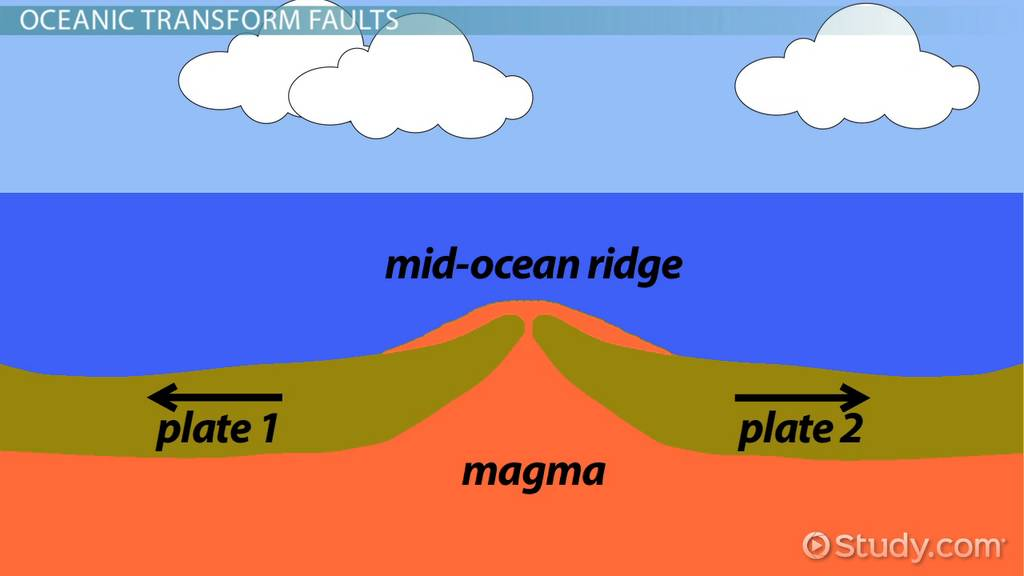 OCEANIC TRANSFORM FAULTS
mid-ocean ridge
plate 1
plate 2
magma
Study.com